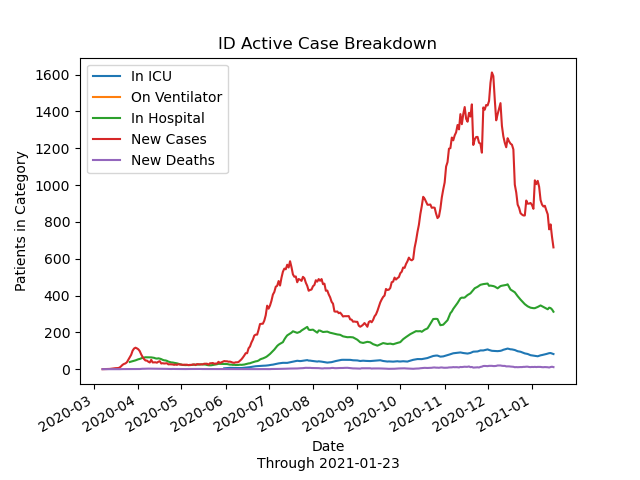 ID Active Case Breakdown
Patients in Category
1600
1400
1200
1000
800
600
400
200
0
In ICU
On Ventilator
In Hospital
New Cases
New Deaths
2020-03
2020-04
2020-05
2020-06
2020-07
2020-08
2020-09
2020-10
2020-11
2020-12
2021-01
Date
Through 2021-01-23